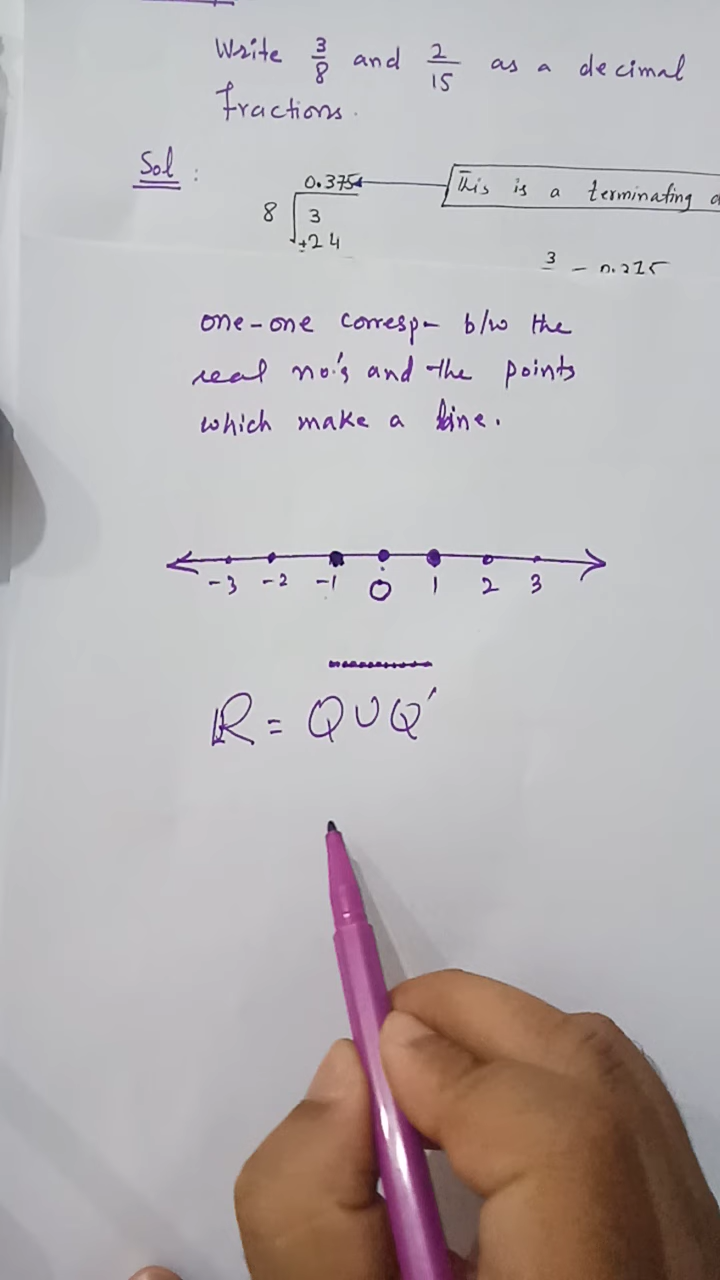 Write 3/8 and 2/15 as a decimal
fractions.
Sol :
0.375
This is a terminating
8 3
24
3
one-one corresp- b/w the
real no's and the points
which make a line.
-3 -2 -1 0 1 2 3
R = Q U Q'